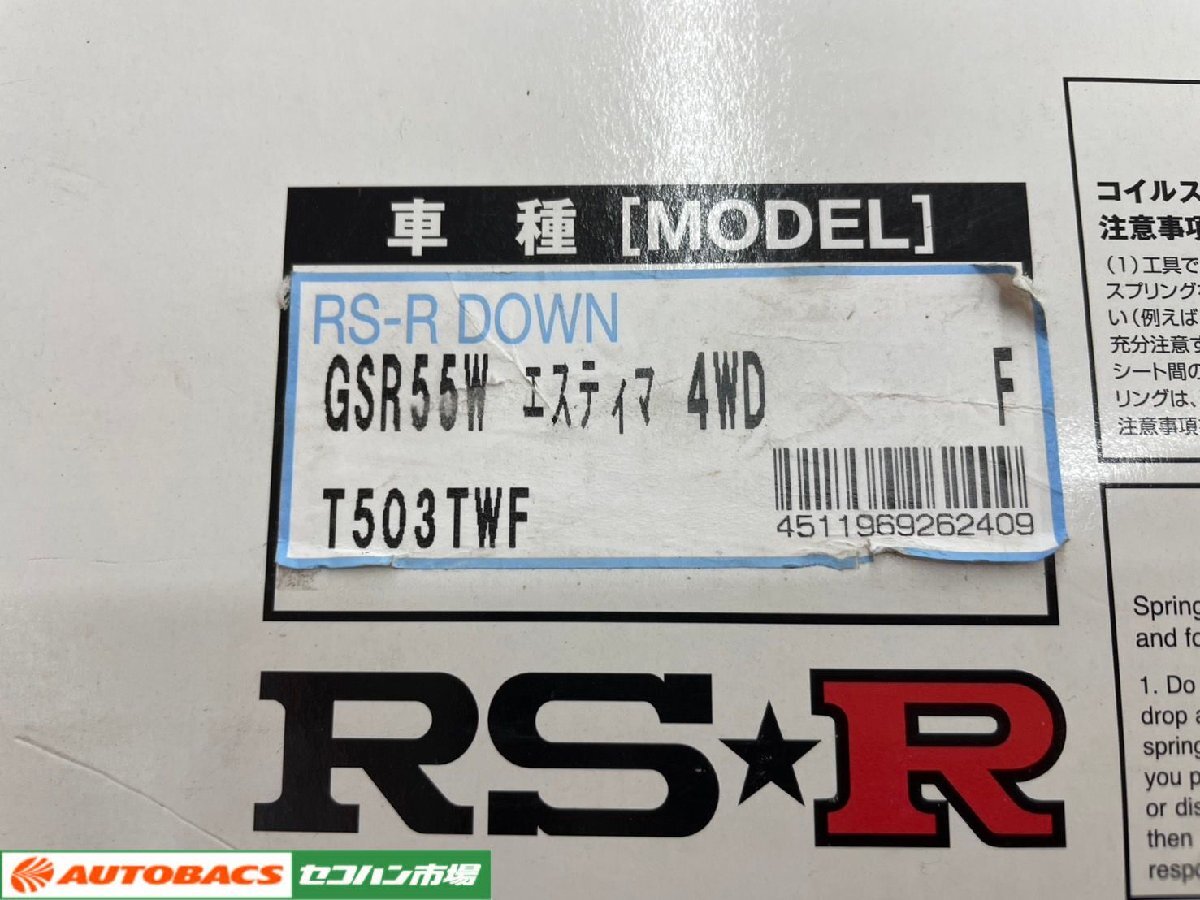 車種 [MODEL]
RS-R DOWN
GSR55W エスティマ 4WD F
T503TWF
4511969262409
RS★R
コイルス
注意事項
(1)工具で
スプリング
い(例えば
充分注意す
シート間の
リングは、
注意事項
Spring
and fo
1. Do
drop a
spring
you p
or dis
then
respo
AUTOBACS セコハン市場